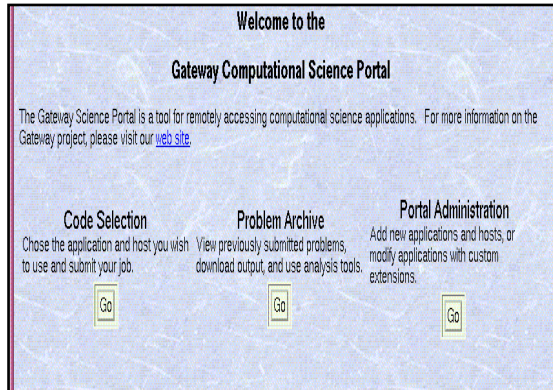 Welcome to the
Gateway Computational Science Portal
The Gateway Science Portal is a tool for remotely accessing computational science applications. For more information on the
Gateway project, please visit our web site.
Code Selection
Chose the application and host you wish
to use and submit your job.
Go
Problem Archive
View previously submitted problems,
download output, and use analysis tools.
Go
Portal Administration
Add new applications and hosts, or
modify applications with custom
extensions.
Go